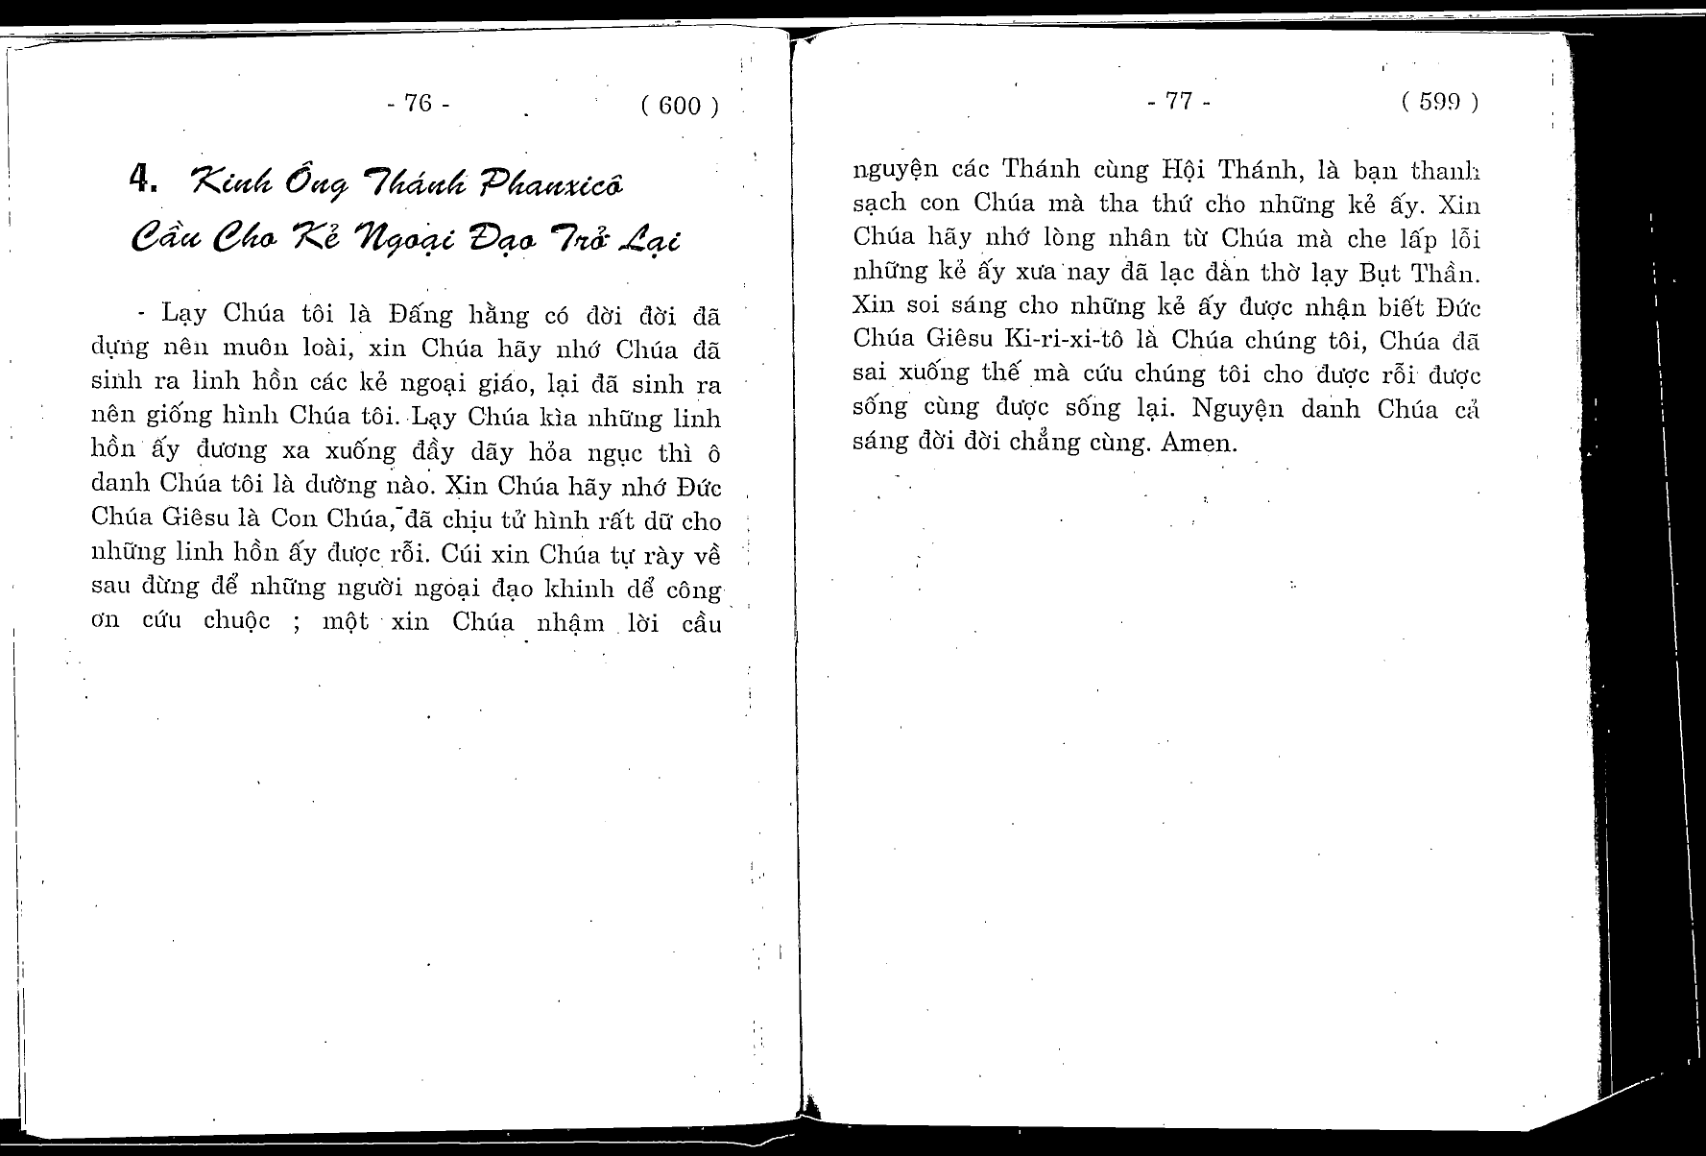 - 76 - ( 600 )
4. Kinh Ông Thánh Phanxicô
Cầu Cho Kẻ Ngoại Đạo Trở Lại
- Lạy Chúa tôi là Đấng hằng có đời đời đã
dựng nên muôn loài, xin Chúa hãy nhớ Chúa đã
sinh ra linh hồn các kẻ ngoại giáo, lại đã sinh ra
nên giống hình Chúa tôi. Lạy Chúa kìa những linh
hồn ấy đương xa xuống đầy dãy hỏa ngục thì ô
danh Chúa tôi là dường nào. Xin Chúa hãy nhớ Đức
Chúa Giêsu là Con Chúa, đã chịu tử hình rất dữ cho
những linh hồn ấy được rỗi. Cúi xin Chúa tự rày về
sau đừng để những người ngoại đạo khinh dể công
ơn cứu chuộc ; một xin Chúa nhậm lời cầu
- 77 - ( 599 )
nguyện các Thánh cùng Hội Thánh, là bạn thanh
sạch con Chúa mà tha thứ cho những kẻ ấy. Xin
Chúa hãy nhớ lòng nhân từ Chúa mà che lấp lỗi
những kẻ ấy xưa nay đã lạc đàn thờ lạy Bụt Thần.
Xin soi sáng cho những kẻ ấy được nhận biết Đức
Chúa Giêsu Ki-ri-xi-tô là Chúa chúng tôi, Chúa đã
sai xuống thế mà cứu chúng tôi cho được rỗi được
sống cùng được sống lại. Nguyện danh Chúa cả
sáng đời đời chẳng cùng. Amen.